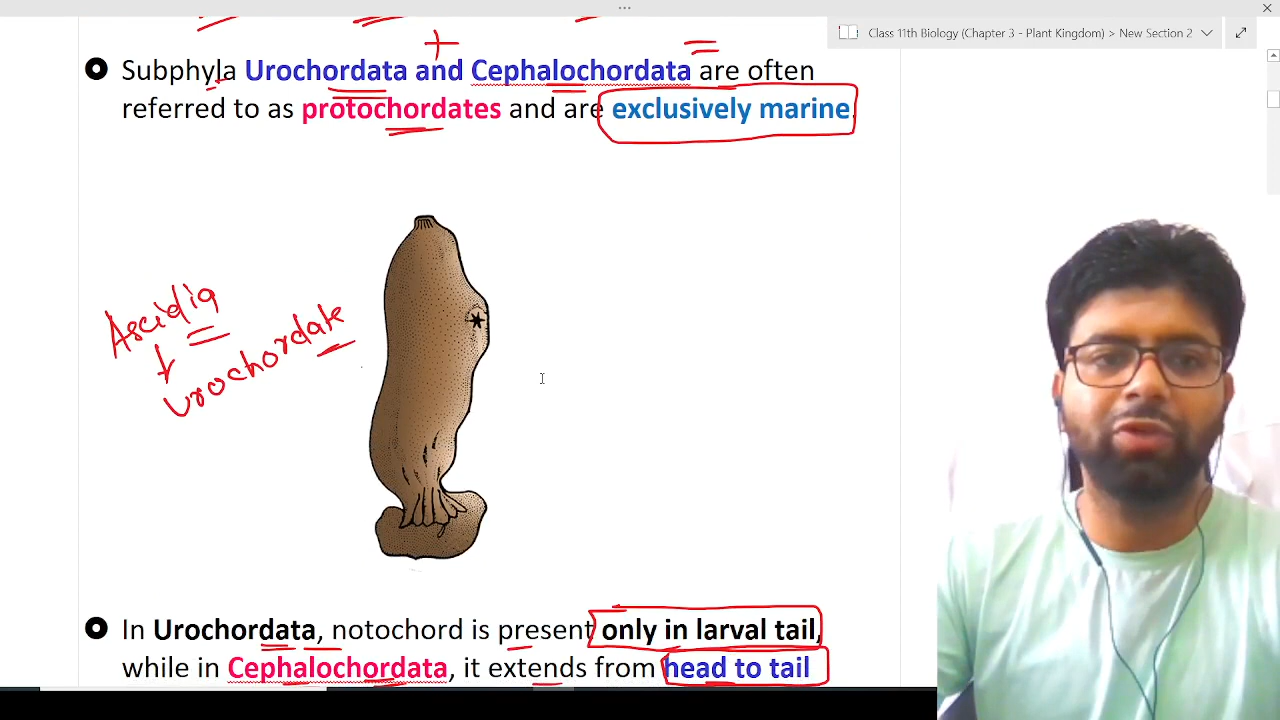 Class 11th Biology (Chapter 3 - Plant Kingdom) > New Section 2
Subphyla Urochordata and Cephalochordata are often
referred to as protochordates and are exclusively marine.
Ascidia
Urochordate
In Urochordata, notochord is present only in larval tail,
while in Cephalochordata, it extends from head to tail